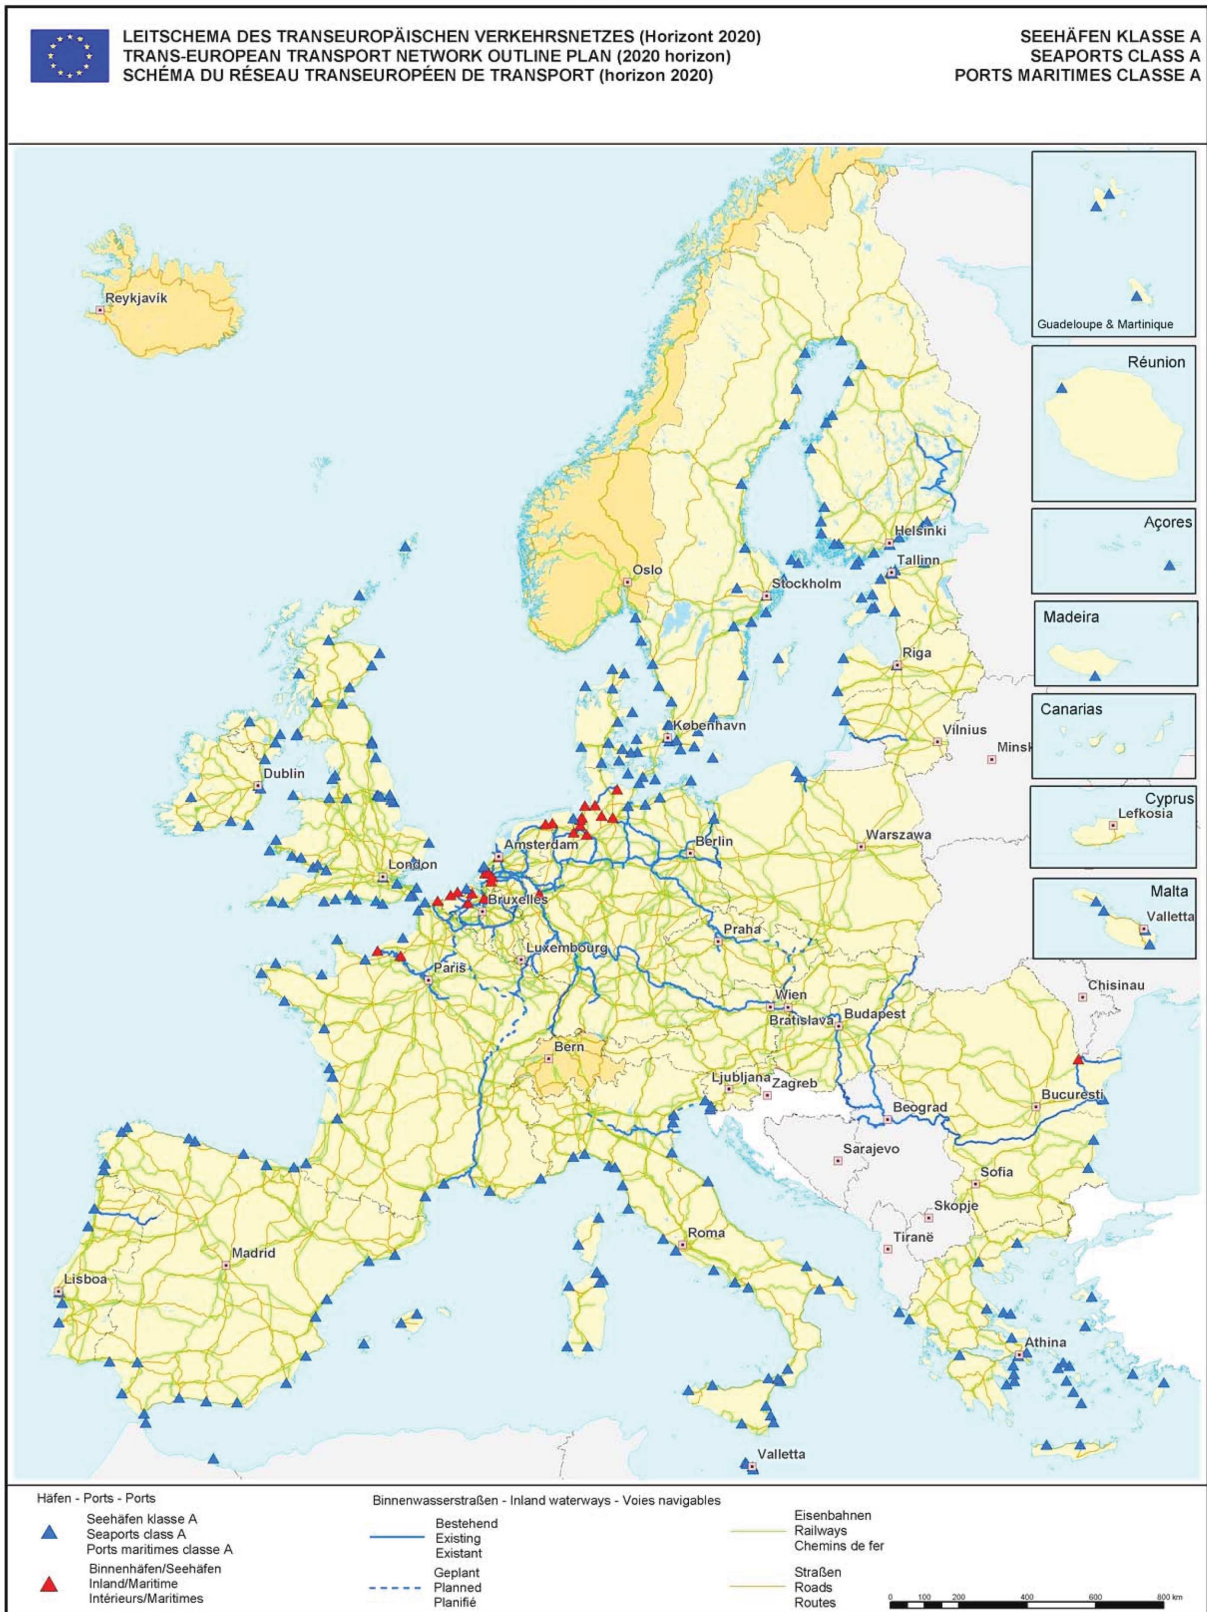 LEITSCHEMA DES TRANSEUROPÄISCHEN VERKEHRSNETZES (Horizont 2020)
TRANS-EUROPEAN TRANSPORT NETWORK OUTLINE PLAN (2020 horizon)
SCHÉMA DU RÉSEAU TRANSEUROPÉEN DE TRANSPORT (horizon 2020)
SEEHÄFEN KLASSE A
SEAPORTS CLASS A
PORTS MARITIMES CLASSE A
Reykjavik
Guadeloupe & Martinique
Réunion
Açores
Madeira
Canarias
Cyprus
Lefkosia
Malta
Valletta
Helsinki
Tallinn
Oslo
Stockholm
Riga
København
Vilnius
Minsk
Dublin
Amsterdam
Berlin
Warszawa
London
Bruxelles
Praha
Luxembourg
Paris
Chisinau
Wien
Bratislava
Budapest
Bern
Ljubljana
Zagreb
Bucuresti
Beograd
Sarajevo
Sofia
Skopje
Roma
Tiranë
Madrid
Lisboa
Athina
Valletta
Häfen - Ports - Ports
Seehäfen klasse A
Seaports class A
Ports maritimes classe A
Binnenhäfen/Seehäfen
Inland/Maritime
Intérieurs/Maritimes
Binnenwasserstraßen - Inland waterways - Voies navigables
Bestehend
Existing
Existant
Geplant
Planned
Planifié
Eisenbahnen
Railways
Chemins de fer
Straßen
Roads
Routes
0 100 200 400 600 800 km